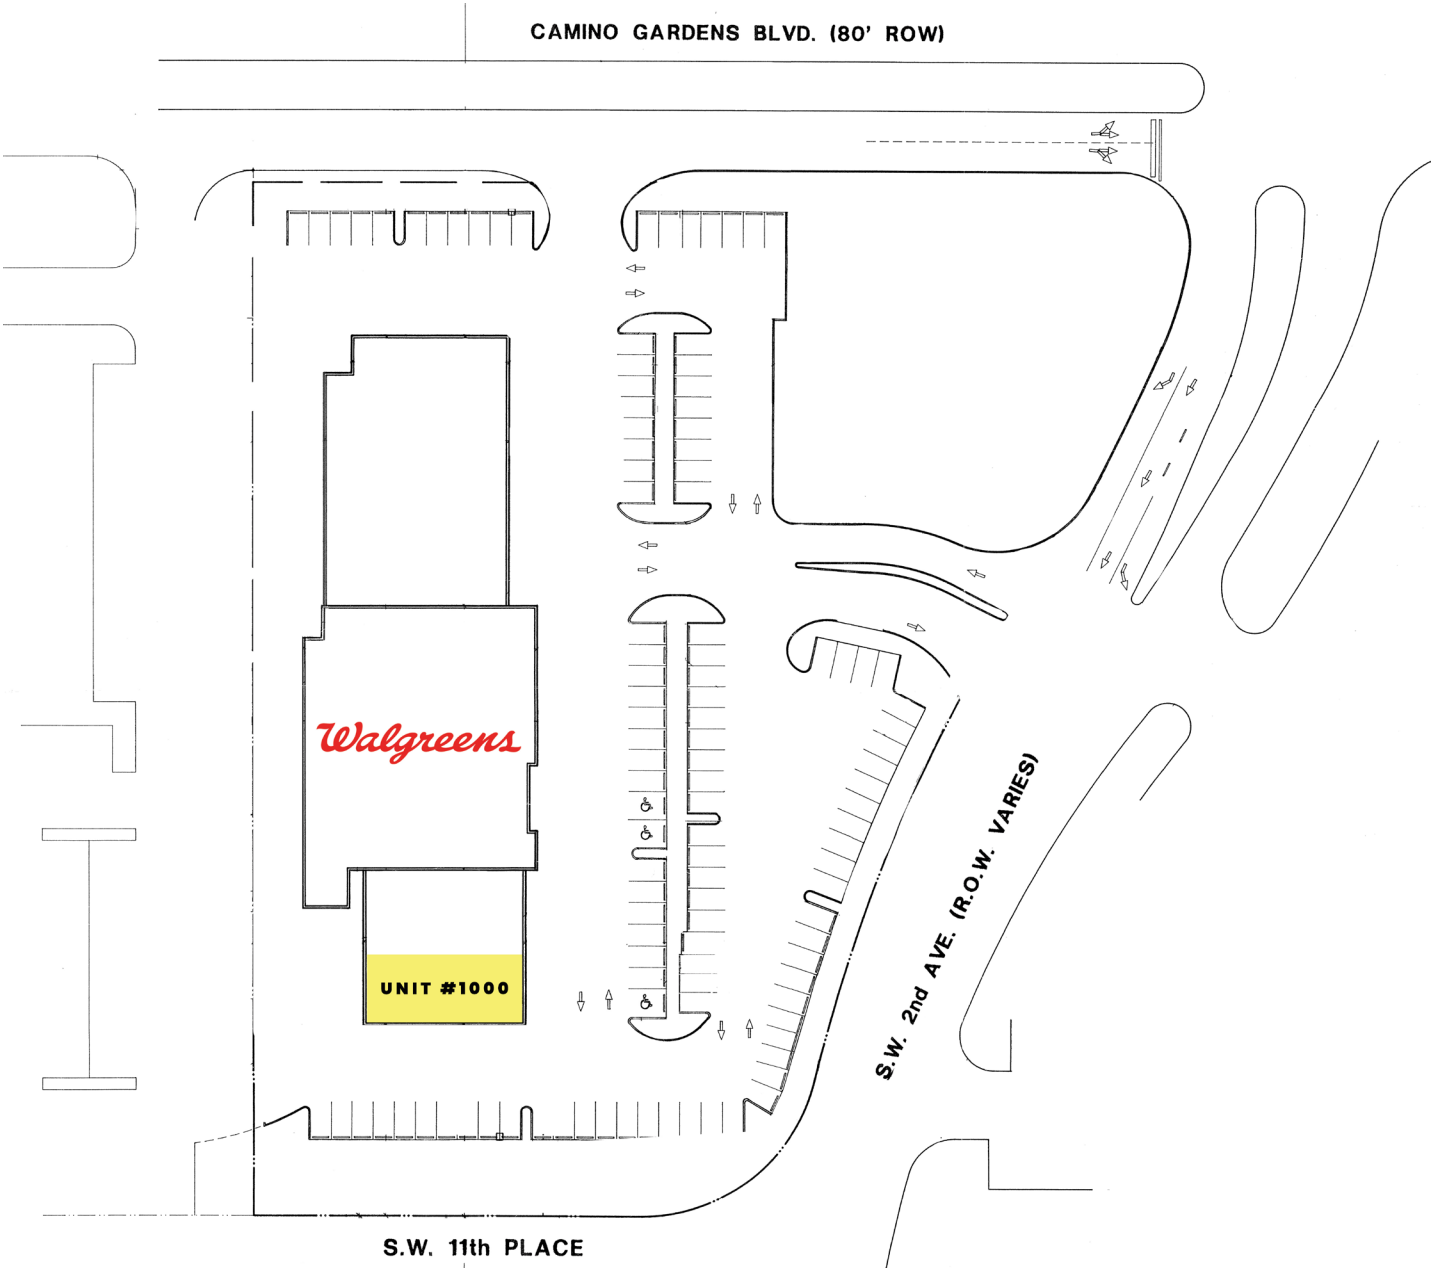 CAMINO GARDENS BLVD. (80' ROW)
Walgreens
UNIT #1000
S.W. 2nd AVE. (R.O.W. VARIES)
S.W. 11th PLACE